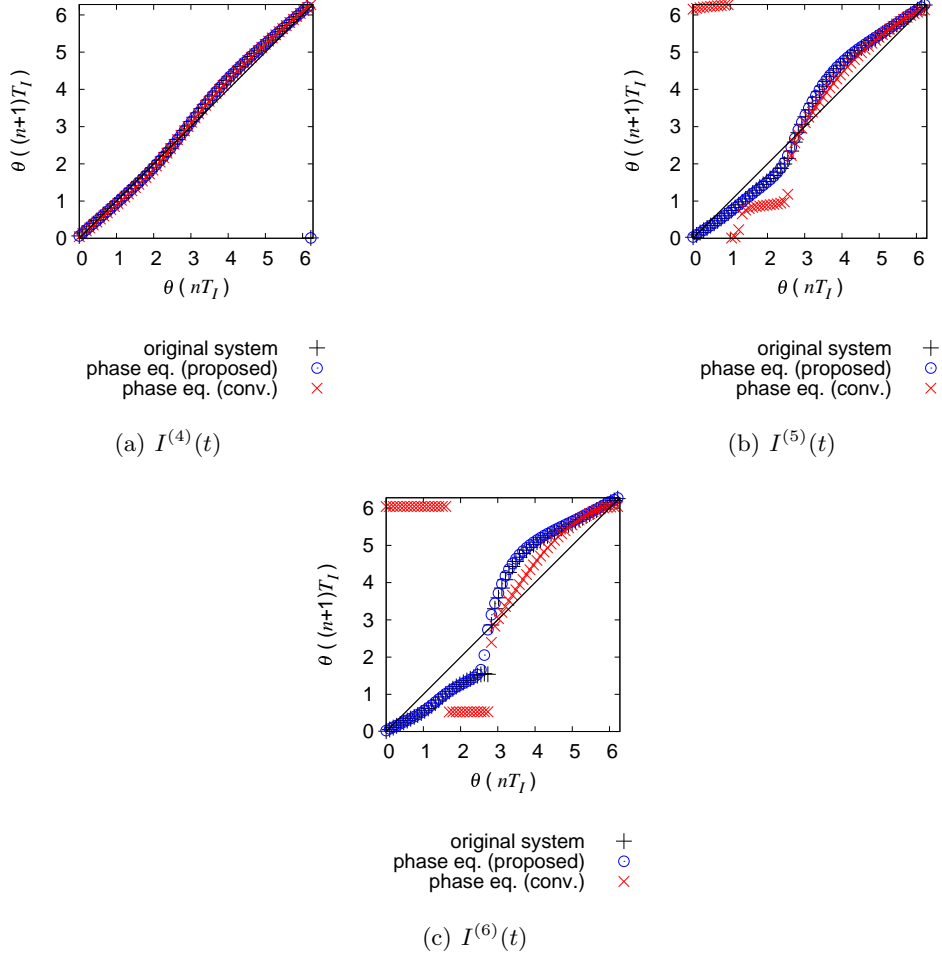 6
5
4
3
2
1
0
θ ((n+1)T_I)
0 1 2 3 4 5 6
θ (nT_I)
original system
phase eq. (proposed)
phase eq. (conv.)
(a) I^{(4)}(t)
6
5
4
3
2
1
0
θ ((n+1)T_I)
0 1 2 3 4 5 6
θ (nT_I)
original system
phase eq. (proposed)
phase eq. (conv.)
(b) I^{(5)}(t)
6
5
4
3
2
1
0
θ ((n+1)T_I)
0 1 2 3 4 5 6
θ (nT_I)
original system
phase eq. (proposed)
phase eq. (conv.)
(c) I^{(6)}(t)